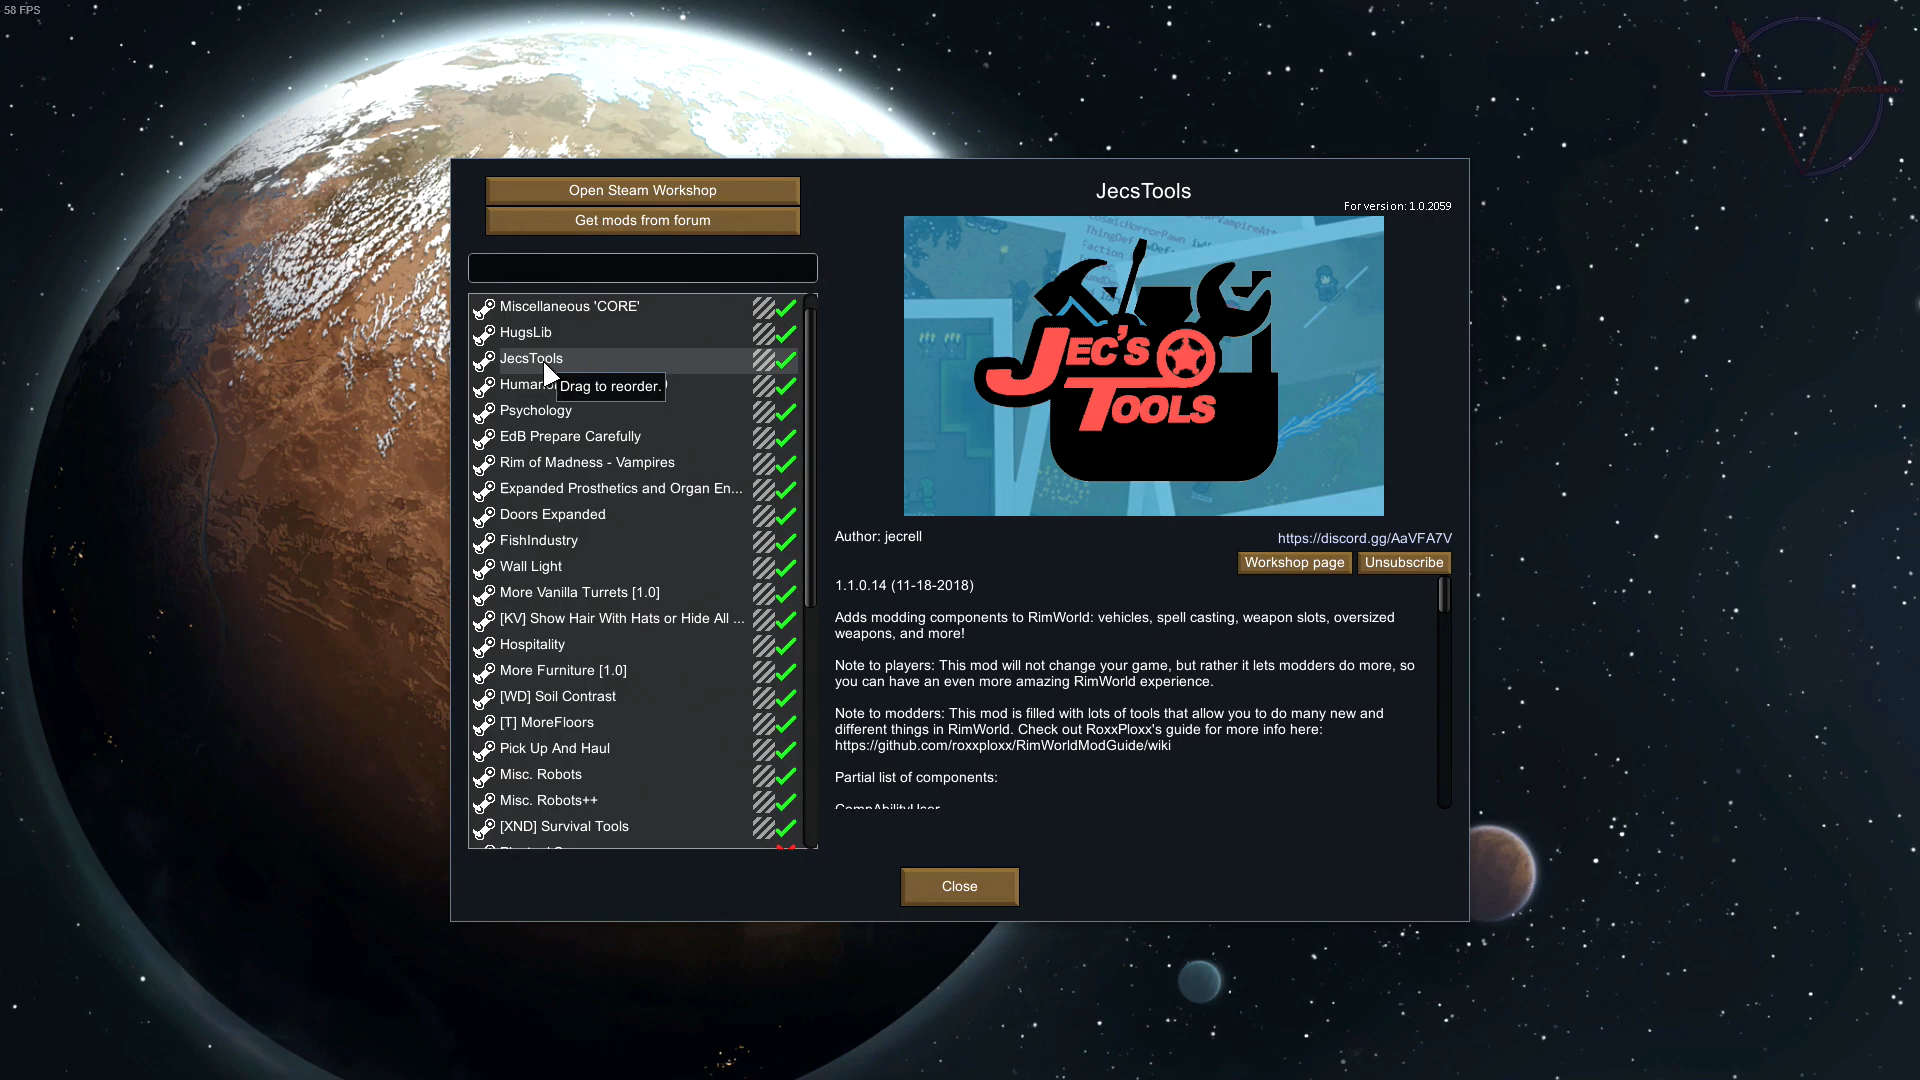 58 FPS
Open Steam Workshop
Get mods from forum
Miscellaneous 'CORE'
HugsLib
JecsTools
Drag to reorder.
Psychology
EdB Prepare Carefully
Rim of Madness - Vampires
Expanded Prosthetics and Organ En...
Doors Expanded
FishIndustry
Wall Light
More Vanilla Turrets [1.0]
[KV] Show Hair With Hats or Hide All ...
Hospitality
More Furniture [1.0]
[WD] Soil Contrast
[T] MoreFloors
Pick Up And Haul
Misc. Robots
Misc. Robots++
[XND] Survival Tools
JecsTools
For version: 1.0.2059
JEC'S
TOOLS
Author: jecrell
https://discord.gg/AaVFA7V
Workshop page
Unsubscribe
1.1.0.14 (11-18-2018)
Adds modding components to RimWorld: vehicles, spell casting, weapon slots, oversized
weapons, and more!
Note to players: This mod will not change your game, but rather it lets modders do more, so
you can have an even more amazing RimWorld experience.
Note to modders: This mod is filled with lots of tools that allow you to do many new and
different things in RimWorld. Check out RoxxPloxx's guide for more info here:
https://github.com/roxxploxx/RimWorldModGuide/wiki
Partial list of components:
CompAbilityUser
Close